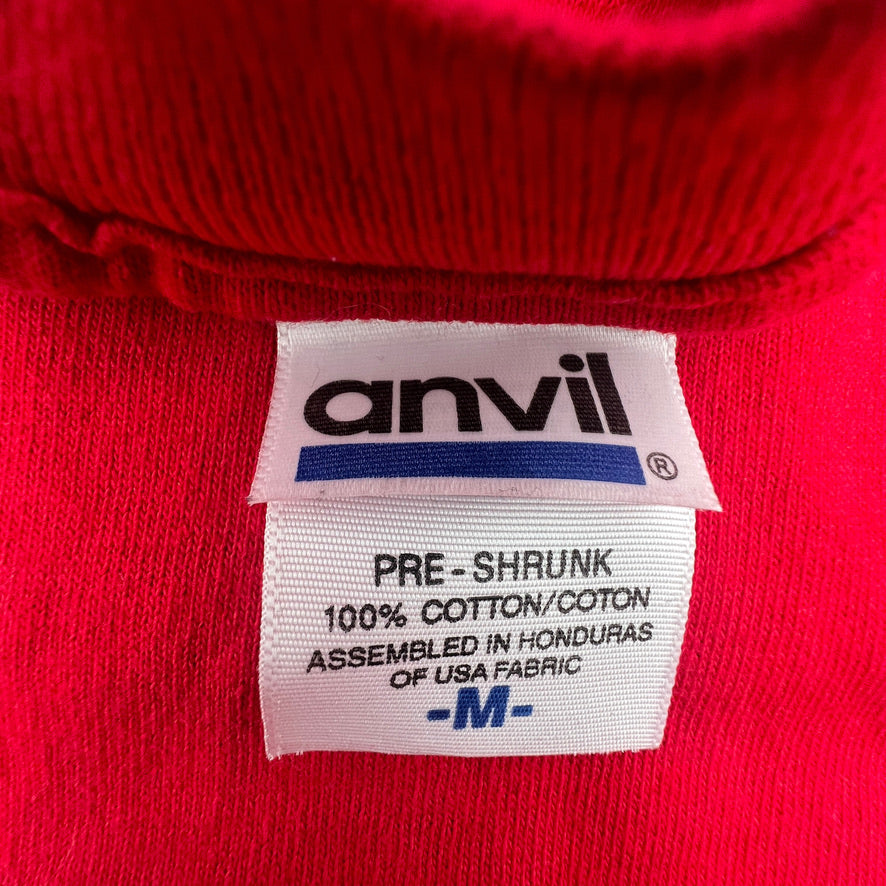 anvil
®
PRE-SHRUNK
100% COTTON/COTON
ASSEMBLED IN HONDURAS
OF USA FABRIC
-M-